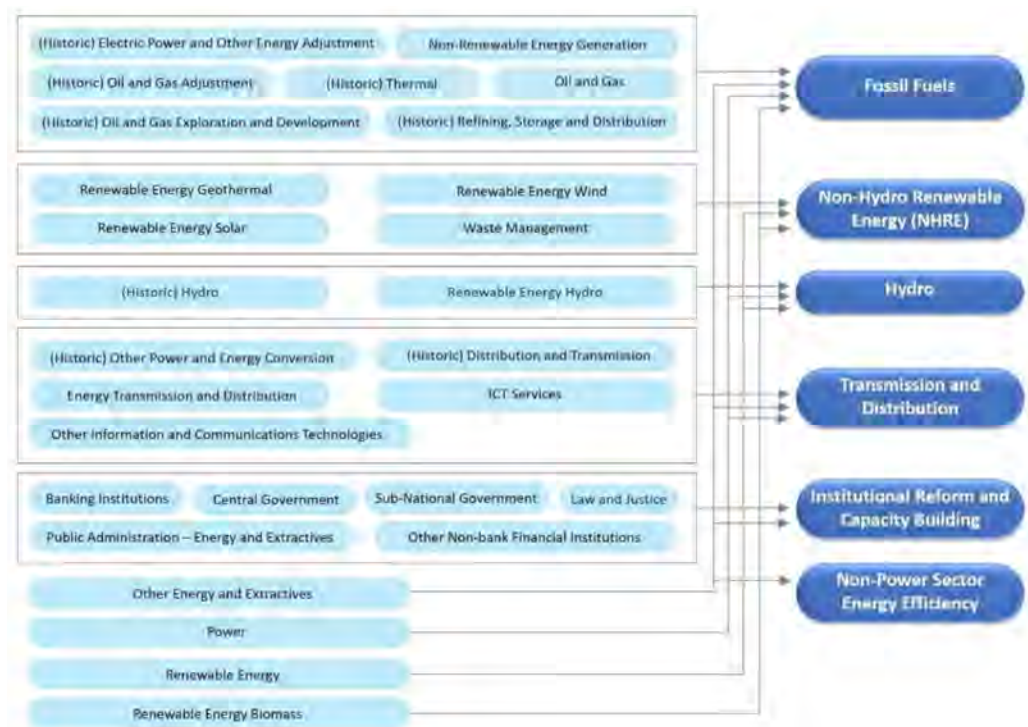 (Historic) Electric Power and Other Energy Adjustment
Non-Renewable Energy Generation
(Historic) Oil and Gas Adjustment
(Historic) Thermal
Oil and Gas
(Historic) Oil and Gas Exploration and Development
(Historic) Refining, Storage and Distribution
Fossil Fuels
Renewable Energy Geothermal
Renewable Energy Wind
Renewable Energy Solar
Waste Management
Non-Hydro Renewable
Energy (NHRE)
(Historic) Hydro
Renewable Energy Hydro
Hydro
(Historic) Other Power and Energy Conversion
(Historic) Distribution and Transmission
Energy Transmission and Distribution
ICT Services
Other Information and Communications Technologies
Transmission and
Distribution
Banking Institutions
Central Government
Sub-National Government
Law and Justice
Public Administration – Energy and Extractives
Other Non-bank Financial Institutions
Institutional Reform and
Capacity Building
Other Energy and Extractives
Power
Renewable Energy
Renewable Energy Biomass
Non-Power Sector
Energy Efficiency